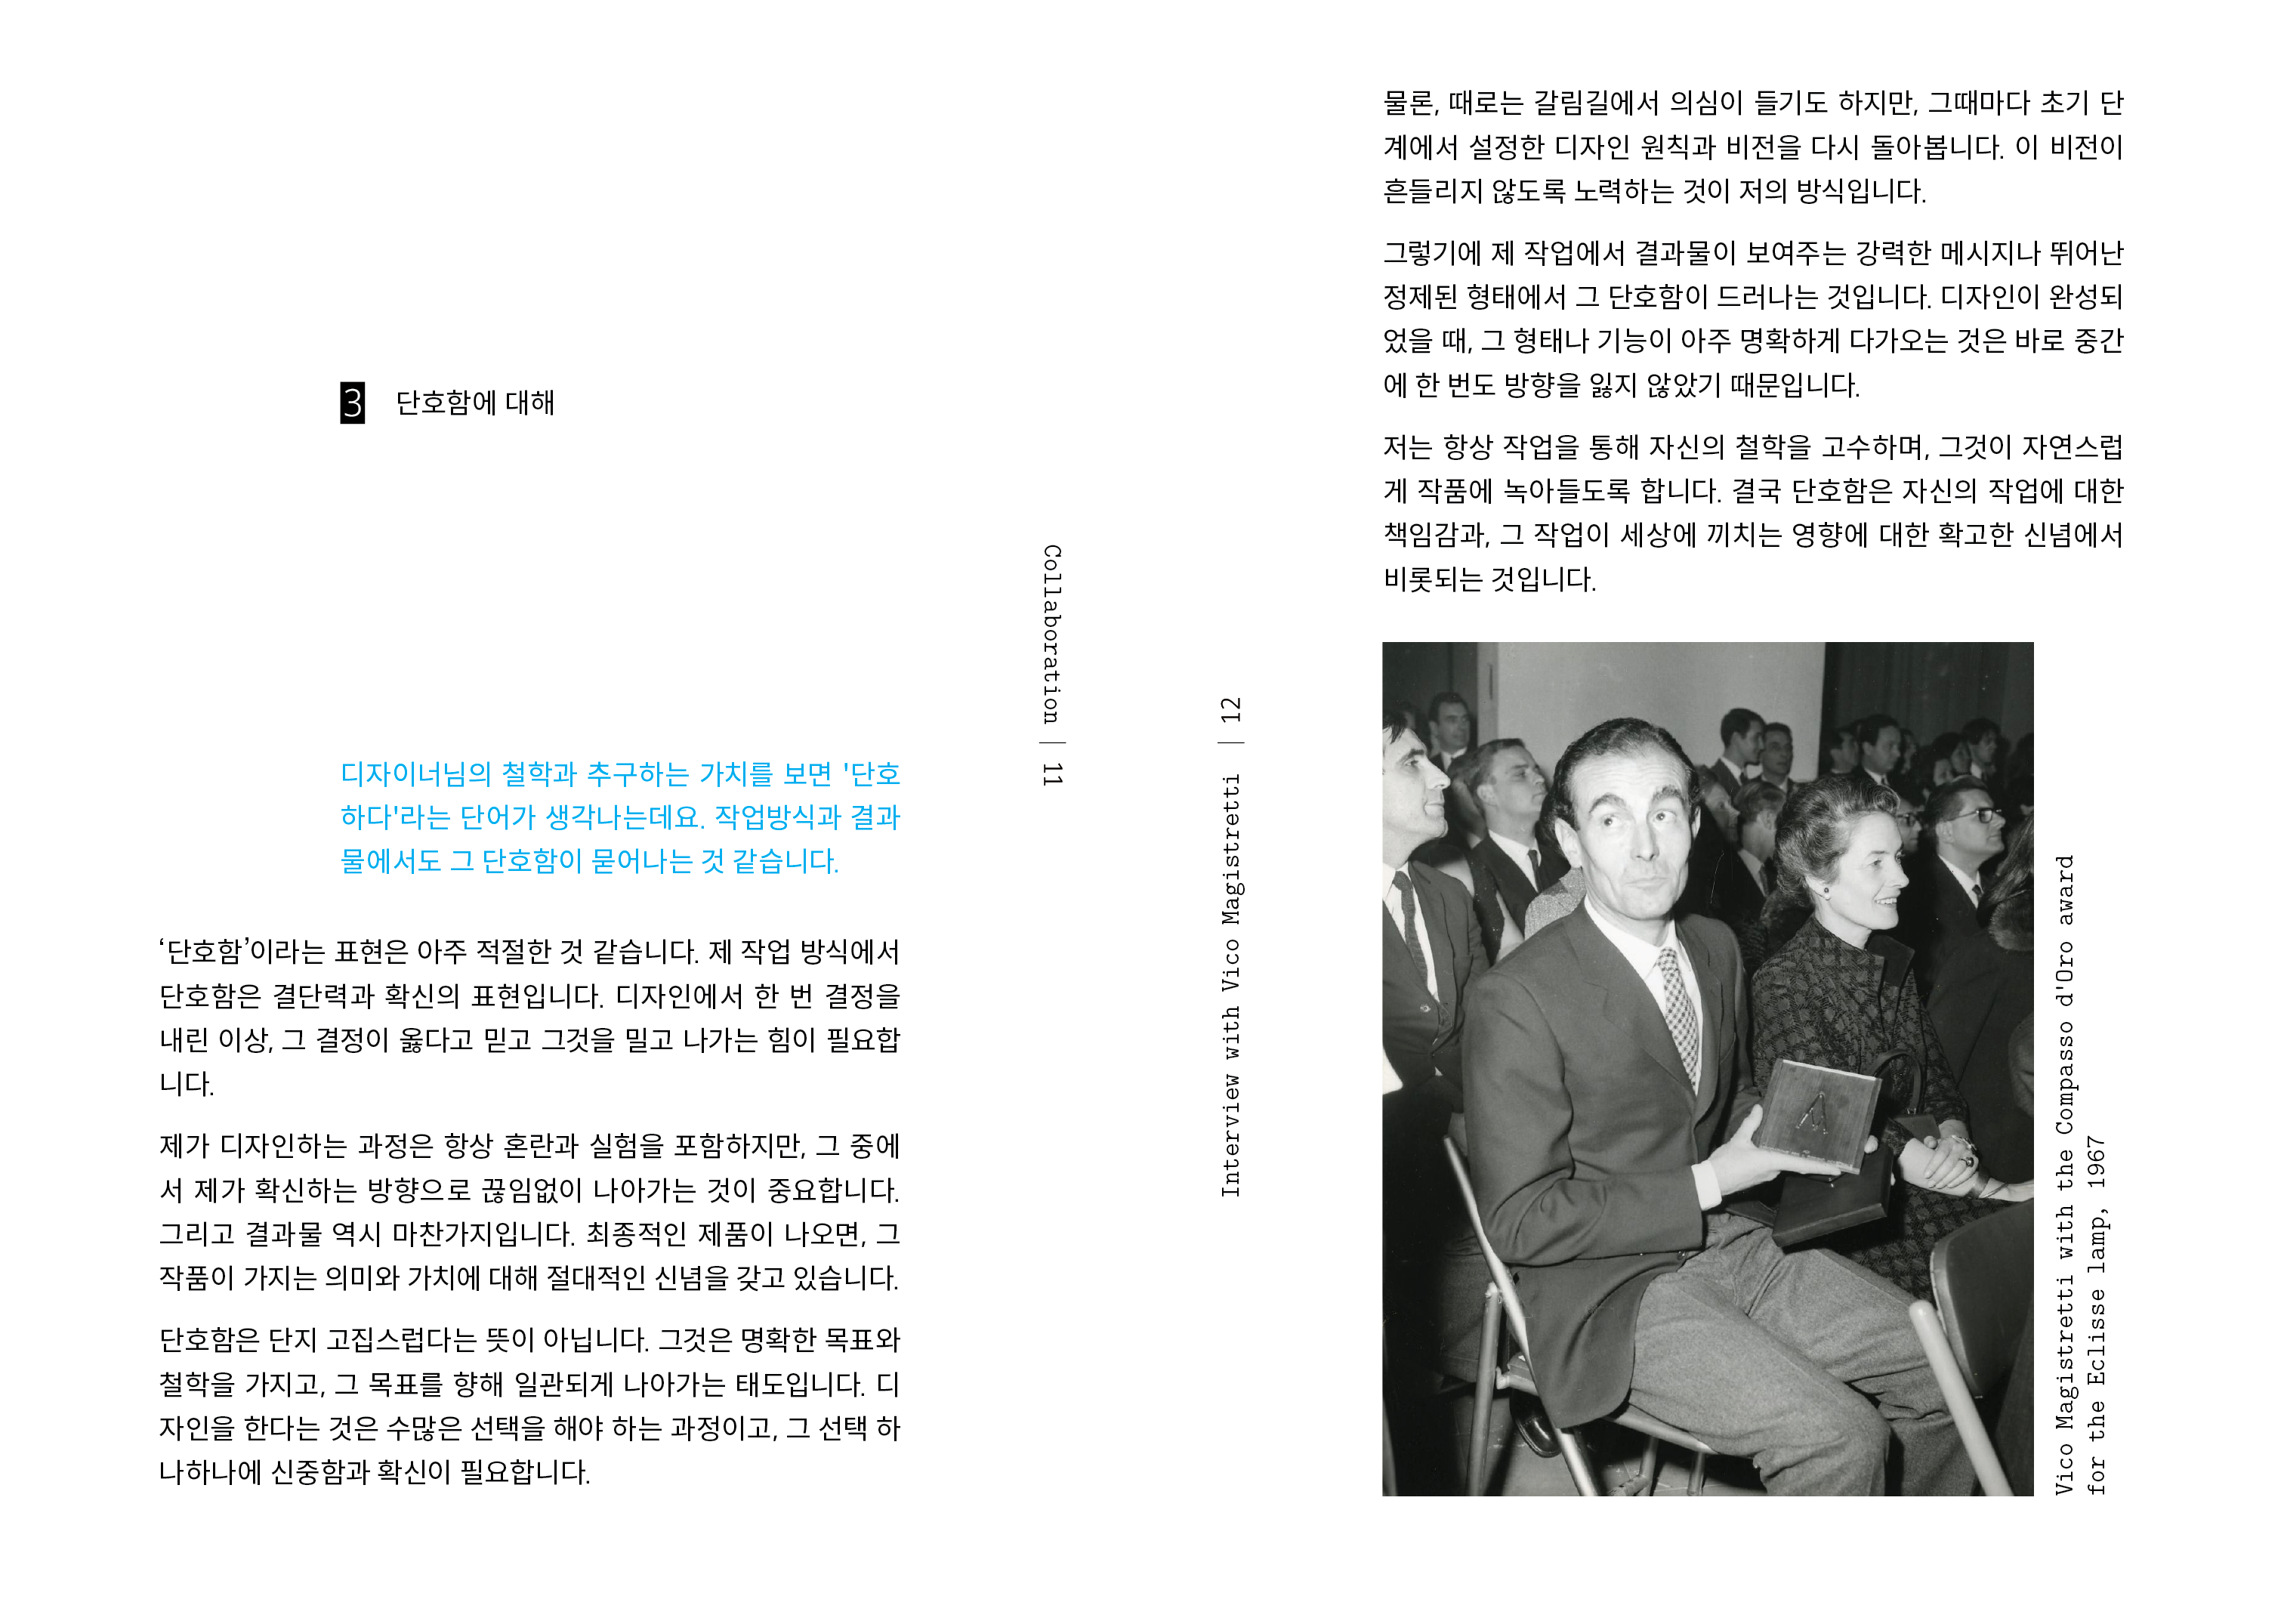 3 단호함에 대해
디자이너님의 철학과 추구하는 가치를 보면 '단호
하다'라는 단어가 생각나는데요. 작업방식과 결과
물에서도 그 단호함이 묻어나는 것 같습니다.
‘단호함’이라는 표현은 아주 적절한 것 같습니다. 제 작업 방식에서
단호함은 결단력과 확신의 표현입니다. 디자인에서 한 번 결정을
내린 이상, 그 결정이 옳다고 믿고 그것을 밀고 나가는 힘이 필요합
니다.
제가 디자인하는 과정은 항상 혼란과 실험을 포함하지만, 그 중에
서 제가 확신하는 방향으로 끊임없이 나아가는 것이 중요합니다.
그리고 결과물 역시 마찬가지입니다. 최종적인 제품이 나오면, 그
작품이 가지는 의미와 가치에 대해 절대적인 신념을 갖고 있습니다.
단호함은 단지 고집스럽다는 뜻이 아닙니다. 그것은 명확한 목표와
철학을 가지고, 그 목표를 향해 일관되게 나아가는 태도입니다. 디
자인을 한다는 것은 수많은 선택을 해야 하는 과정이고, 그 선택 하
나하나에 신중함과 확신이 필요합니다.
Collaboration | 11
Interview with Vico Magistretti | 12
물론, 때로는 갈림길에서 의심이 들기도 하지만, 그때마다 초기 단
계에서 설정한 디자인 원칙과 비전을 다시 돌아봅니다. 이 비전이
흔들리지 않도록 노력하는 것이 저의 방식입니다.
그렇기에 제 작업에서 결과물이 보여주는 강력한 메시지나 뛰어난
정제된 형태에서 그 단호함이 드러나는 것입니다. 디자인이 완성되
었을 때, 그 형태나 기능이 아주 명확하게 다가오는 것은 바로 중간
에 한 번도 방향을 잃지 않았기 때문입니다.
저는 항상 작업을 통해 자신의 철학을 고수하며, 그것이 자연스럽
게 작품에 녹아들도록 합니다. 결국 단호함은 자신의 작업에 대한
책임감과, 그 작업이 세상에 끼치는 영향에 대한 확고한 신념에서
비롯되는 것입니다.
Vico Magistretti with the Compasso d'Oro award
for the Eclisse lamp, 1967